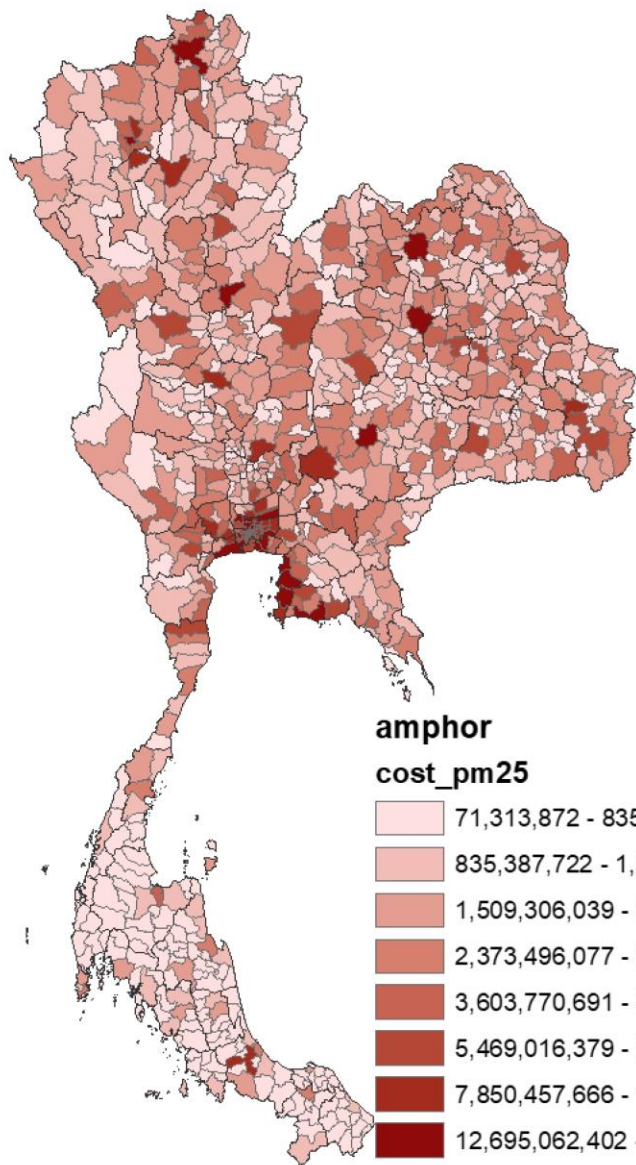 amphor
cost_pm25
71,313,872 - 835
835,387,722 - 1,
1,509,306,039 -
2,373,496,077 -
3,603,770,691 -
5,469,016,379 -
7,850,457,666 -
12,695,062,402